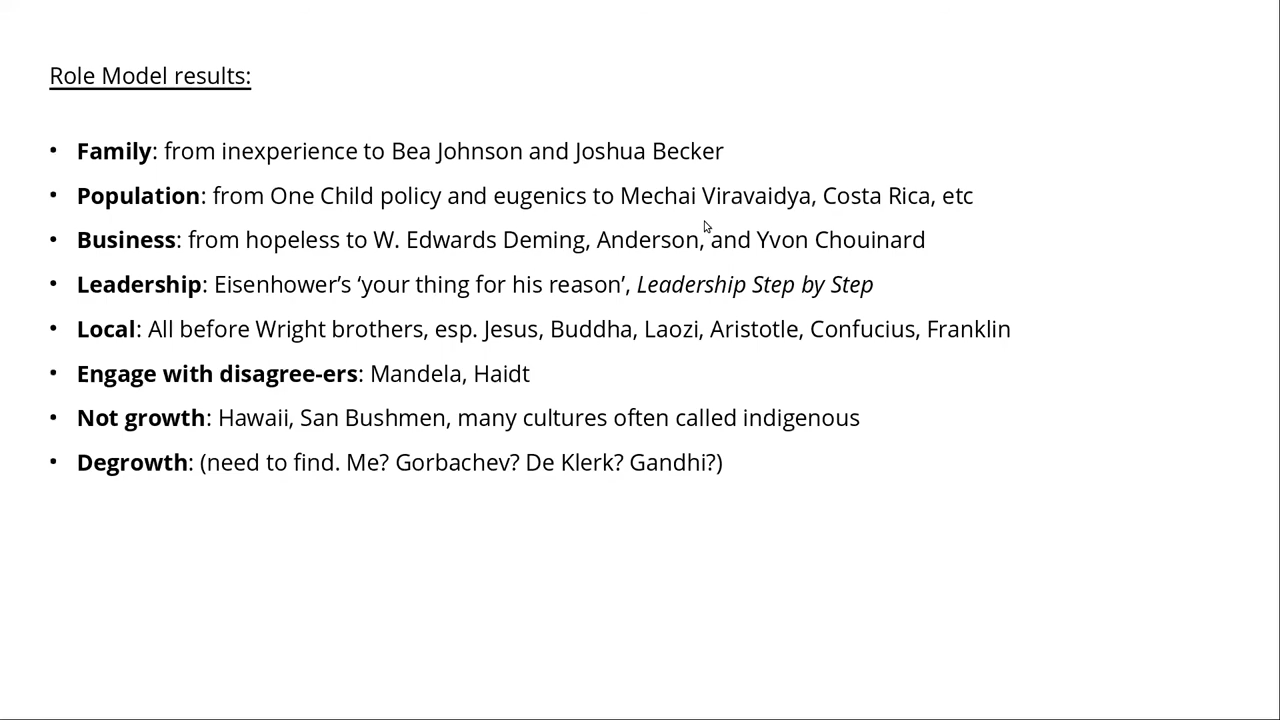 Role Model results:
• Family: from inexperience to Bea Johnson and Joshua Becker
• Population: from One Child policy and eugenics to Mechai Viravaidya, Costa Rica, etc
• Business: from hopeless to W. Edwards Deming, Anderson, and Yvon Chouinard
• Leadership: Eisenhower’s ‘your thing for his reason’, Leadership Step by Step
• Local: All before Wright brothers, esp. Jesus, Buddha, Laozi, Aristotle, Confucius, Franklin
• Engage with disagree-ers: Mandela, Haidt
• Not growth: Hawaii, San Bushmen, many cultures often called indigenous
• Degrowth: (need to find. Me? Gorbachev? De Klerk? Gandhi?)